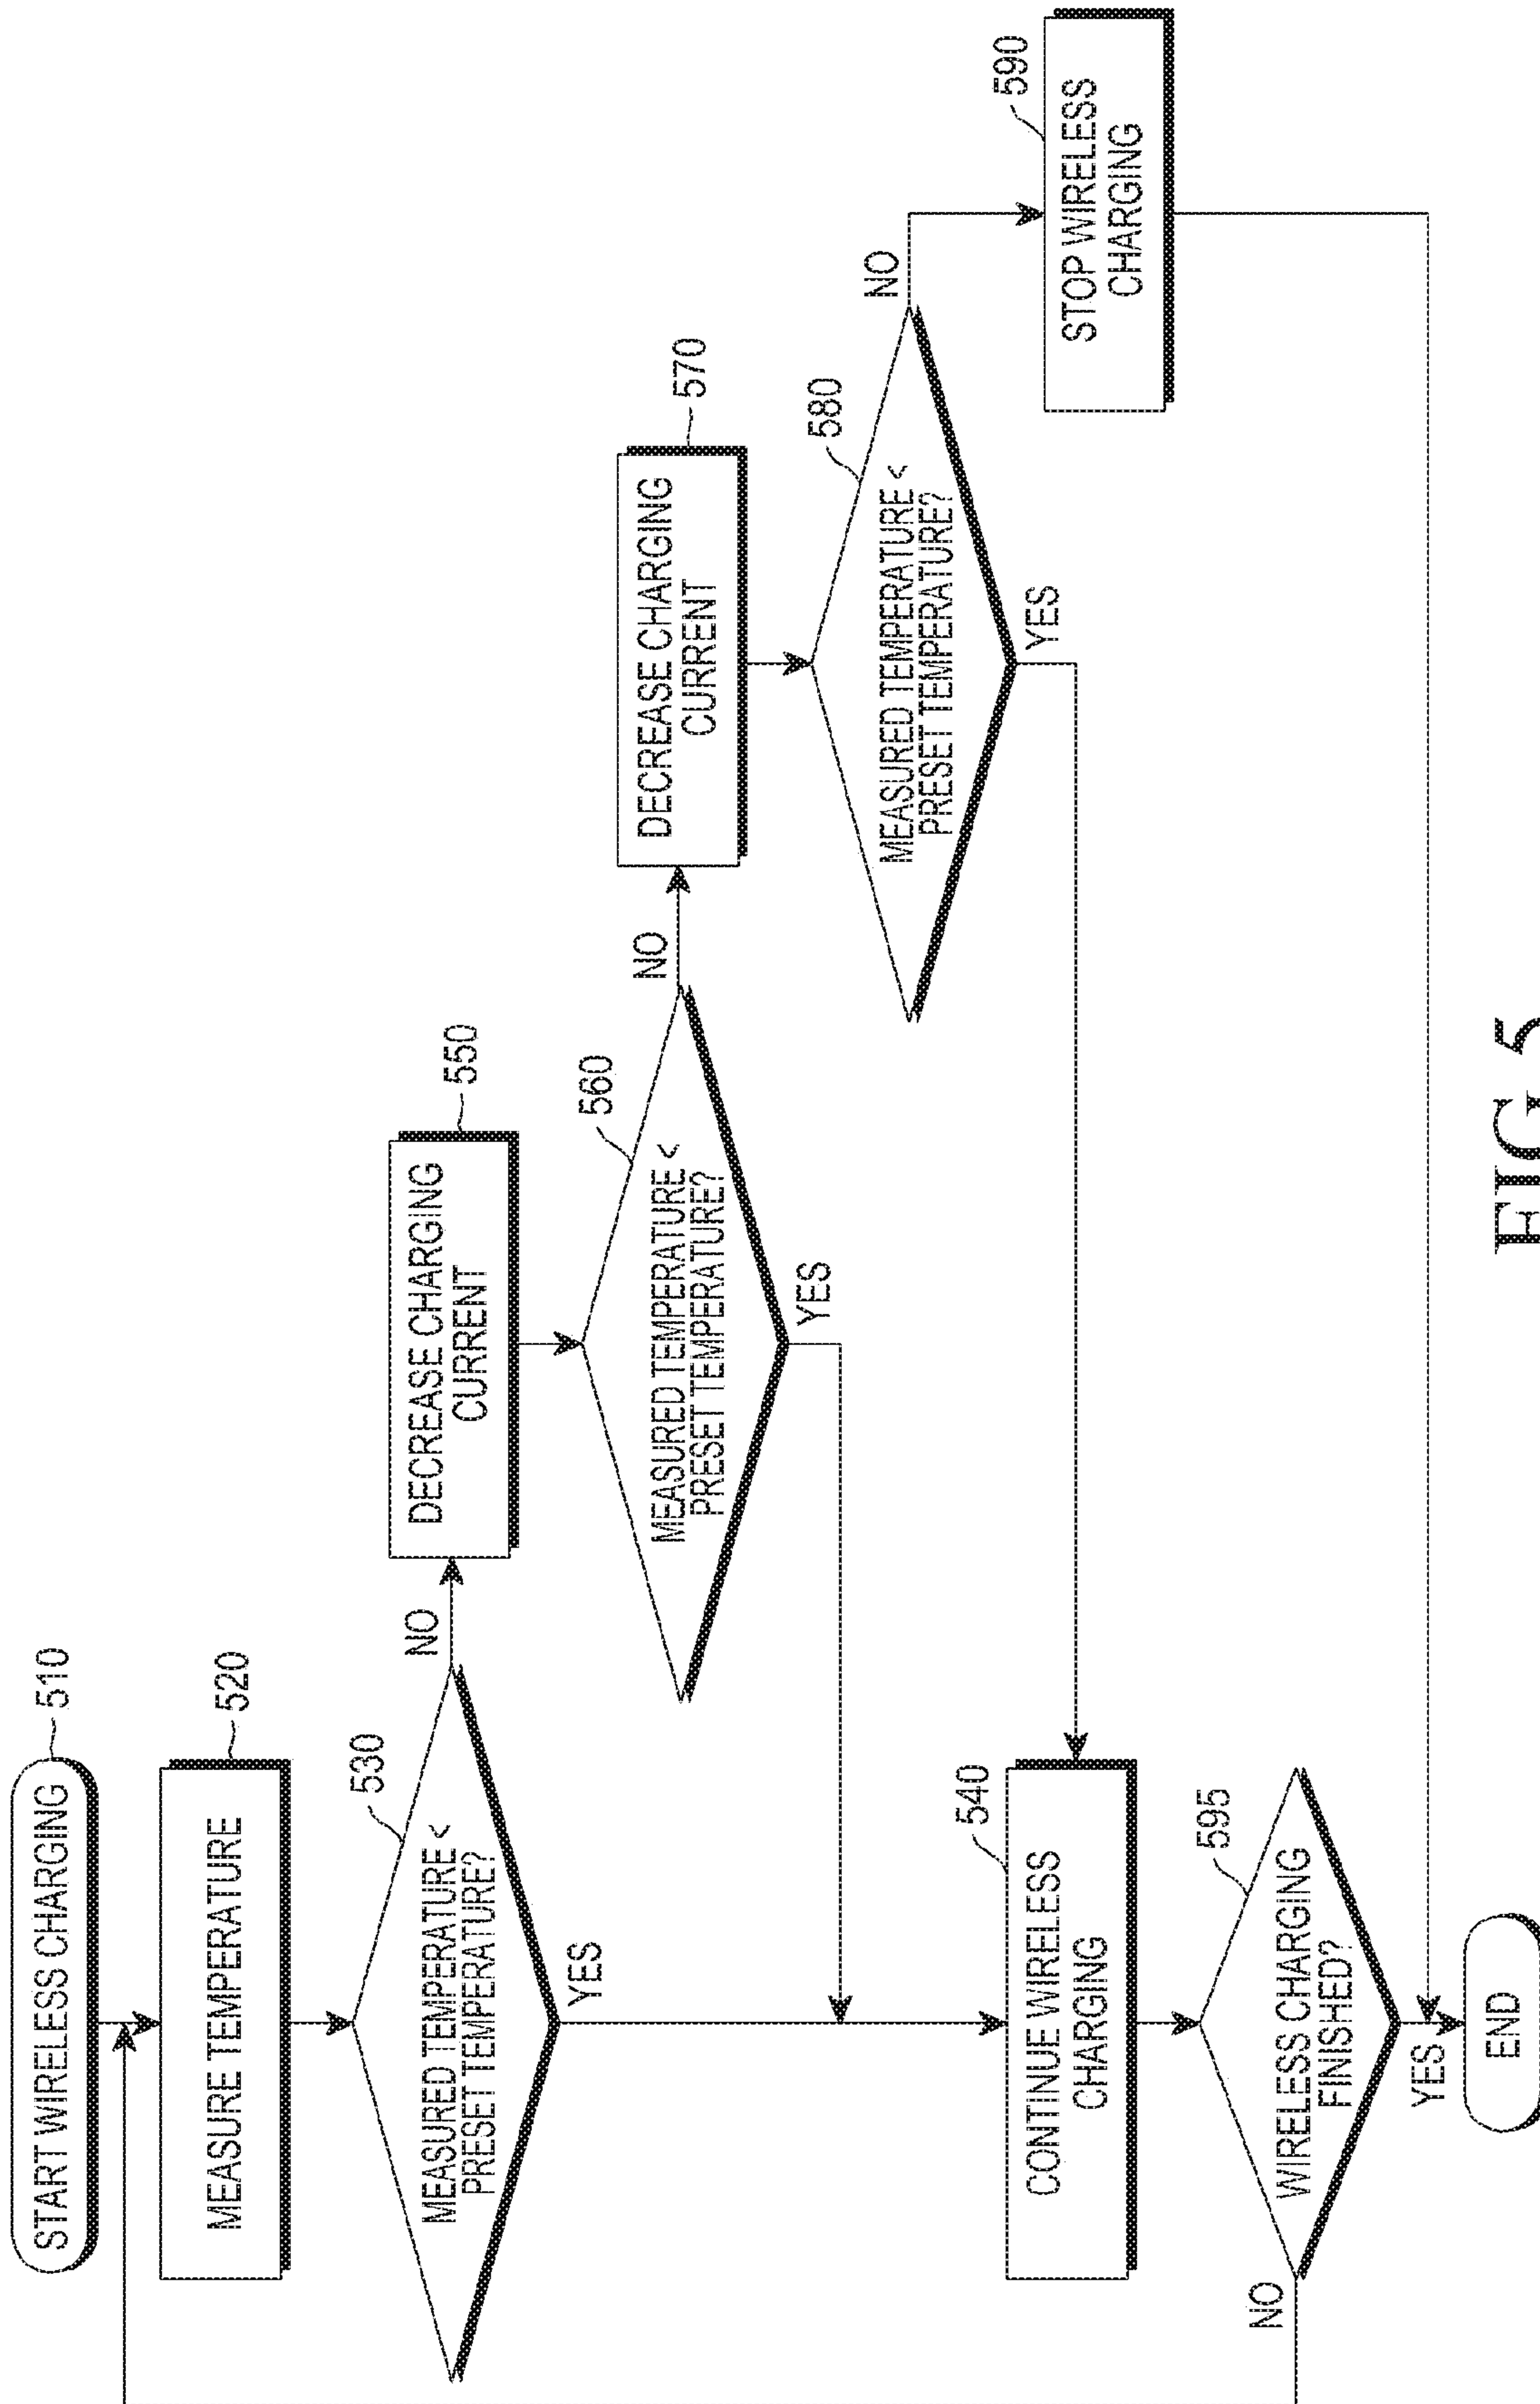 START WIRELESS CHARGING
510
MEASURE TEMPERATURE
520
MEASURED TEMPERATURE <
PRESET TEMPERATURE?
530
NO
YES
DECREASE CHARGING
CURRENT
550
MEASURED TEMPERATURE <
PRESET TEMPERATURE?
560
NO
YES
DECREASE CHARGING
CURRENT
570
MEASURED TEMPERATURE <
PRESET TEMPERATURE?
580
NO
YES
STOP WIRELESS
CHARGING
590
CONTINUE WIRELESS
CHARGING
540
WIRELESS CHARGING
FINISHED?
595
NO
YES
END
FIG.5